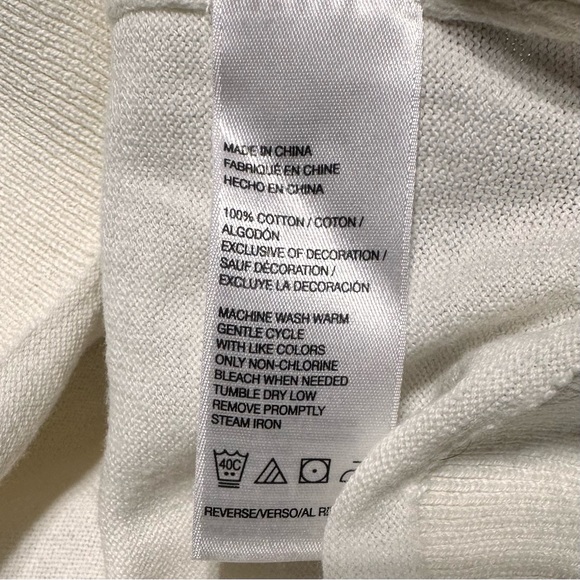 MADE IN CHINA
FABRIQUÉ EN CHINE
HECHO EN CHINA
100% COTTON / COTON /
ALGODÓN
EXCLUSIVE OF DECORATION /
SAUF DÉCORATION /
EXCLUYE LA DECORACIÓN
MACHINE WASH WARM
GENTLE CYCLE
WITH LIKE COLORS
ONLY NON-CHLORINE
BLEACH WHEN NEEDED
TUMBLE DRY LOW
REMOVE PROMPTLY
STEAM IRON
40C
REVERSE/VERSO/AL